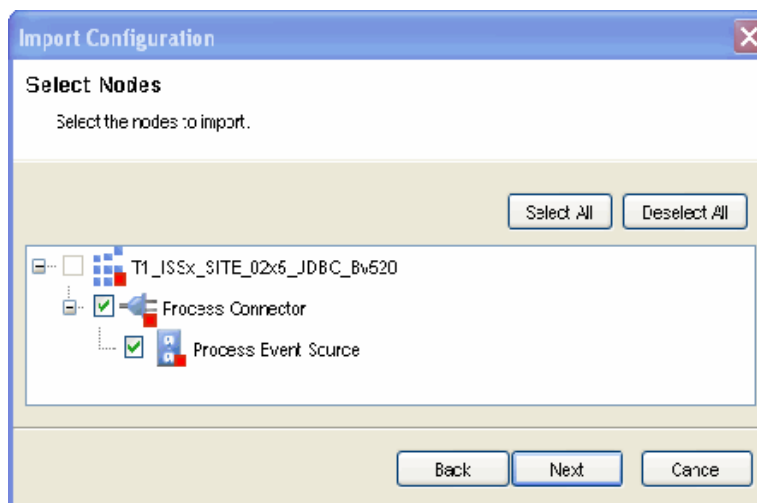 Import Configuration
Select Nodes
Select the nodes to import.
Select All Deselect All
T1_ISSx_SITE_02x5_JDBC_Bv520
Process Connector
Process Event Source
Back Next Cancel